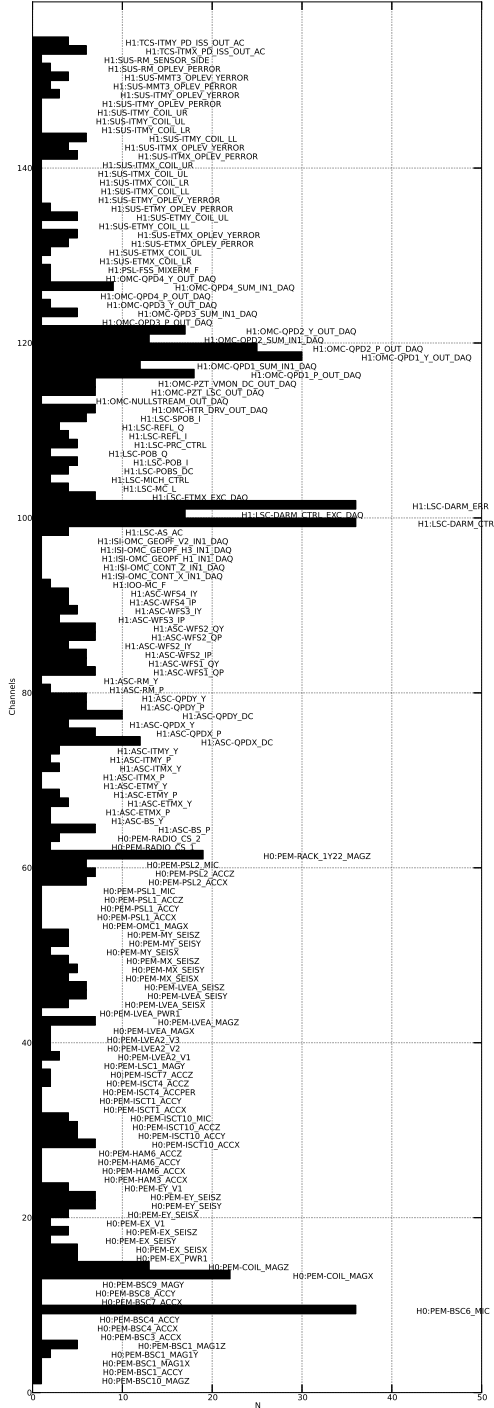 H1:TCS-ITMY_PD_ISS_OUT_AC
H1:TCS-ITMX_PD_ISS_OUT_AC
H1:SUS-RM_SENSOR_SIDE
H1:SUS-RM_OPLEV_PERROR
H1:SUS-MMT3_OPLEV_YERROR
H1:SUS-MMT3_OPLEV_PERROR
H1:SUS-ITMY_OPLEV_YERROR
H1:SUS-ITMY_OPLEV_PERROR
H1:SUS-ITMY_COIL_UR
H1:SUS-ITMY_COIL_UL
H1:SUS-ITMY_COIL_LR
H1:SUS-ITMY_COIL_LL
H1:SUS-ITMX_OPLEV_YERROR
H1:SUS-ITMX_OPLEV_PERROR
H1:SUS-ITMX_COIL_UR
140
H1:SUS-ITMX_COIL_UL
H1:SUS-ITMX_COIL_LR
H1:SUS-ITMX_COIL_LL
H1:SUS-ETMY_OPLEV_YERROR
H1:SUS-ETMY_OPLEV_PERROR
H1:SUS-ETMY_COIL_UL
H1:SUS-ETMY_COIL_LL
H1:SUS-ETMX_OPLEV_YERROR
H1:SUS-ETMX_OPLEV_PERROR
H1:SUS-ETMX_COIL_UL
H1:SUS-ETMX_COIL_LR
H1:PSL-FSS_MIXERM_F
H1:OMC-QPD4_Y_OUT_DAQ
H1:OMC-QPD4_SUM_IN1_DAQ
H1:OMC-QPD4_P_OUT_DAQ
H1:OMC-QPD3_Y_OUT_DAQ
H1:OMC-QPD3_SUM_IN1_DAQ
H1:OMC-QPD3_P_OUT_DAQ
H1:OMC-QPD2_Y_OUT_DAQ
H1:OMC-QPD2_SUM_IN1_DAQ
120
H1:OMC-QPD2_P_OUT_DAQ
H1:OMC-QPD1_Y_OUT_DAQ
H1:OMC-QPD1_SUM_IN1_DAQ
H1:OMC-QPD1_P_OUT_DAQ
H1:OMC-PZT_VMON_DC_OUT_DAQ
H1:OMC-PZT_LSC_OUT_DAQ
H1:OMC-NULLSTREAM_OUT_DAQ
H1:OMC-HTR_DRV_OUT_DAQ
H1:LSC-SPOB_I
H1:LSC-REFL_Q
H1:LSC-REFL_I
H1:LSC-PRC_CTRL
H1:LSC-POB_Q
H1:LSC-POB_I
H1:LSC-POBS_DC
H1:LSC-MICH_CTRL
H1:LSC-MC_L
H1:LSC-ETMX_EXC_DAQ
H1:LSC-DARM_ERR
H1:LSC-DARM_CTRL_EXC_DAQ
100
H1:LSC-DARM_CTR
H1:LSC-AS_AC
H1:ISI-OMC_GEOPF_V2_IN1_DAQ
H1:ISI-OMC_GEOPF_H3_IN1_DAQ
H1:ISI-OMC_GEOPF_H1_IN1_DAQ
H1:ISI-OMC_CONT_Z_IN1_DAQ
H1:ISI-OMC_CONT_X_IN1_DAQ
H1:IOO-MC_F
H1:ASC-WFS4_IY
H1:ASC-WFS4_IP
H1:ASC-WFS3_IY
H1:ASC-WFS3_IP
H1:ASC-WFS2_QY
H1:ASC-WFS2_QP
H1:ASC-WFS2_IY
H1:ASC-WFS2_IP
H1:ASC-WFS1_QY
H1:ASC-WFS1_QP
H1:ASC-RM_Y
H1:ASC-RM_P
80
H1:ASC-QPDY_Y
H1:ASC-QPDY_P
H1:ASC-QPDY_DC
H1:ASC-QPDX_Y
H1:ASC-QPDX_P
H1:ASC-QPDX_DC
H1:ASC-ITMY_Y
H1:ASC-ITMY_P
H1:ASC-ITMX_Y
H1:ASC-ITMX_P
H1:ASC-ETMY_Y
H1:ASC-ETMY_P
H1:ASC-ETMX_Y
H1:ASC-ETMX_P
H1:ASC-BS_Y
H1:ASC-BS_P
H0:PEM-RADIO_CS_2
H0:PEM-RADIO_CS_1
H0:PEM-RACK_1Y22_MAGZ
H0:PEM-PSL2_MIC
60
H0:PEM-PSL2_ACCZ
H0:PEM-PSL2_ACCX
H0:PEM-PSL1_MIC
H0:PEM-PSL1_ACCZ
H0:PEM-PSL1_ACCY
H0:PEM-PSL1_ACCX
H0:PEM-OMC1_MAGX
H0:PEM-MY_SEISZ
H0:PEM-MY_SEISY
H0:PEM-MY_SEISX
H0:PEM-MX_SEISZ
H0:PEM-MX_SEISY
H0:PEM-MX_SEISX
H0:PEM-LVEA_SEISZ
H0:PEM-LVEA_SEISY
H0:PEM-LVEA_SEISX
H0:PEM-LVEA_PWR1
H0:PEM-LVEA_MAGZ
H0:PEM-LVEA_MAGX
H0:PEM-LVEA2_V3
40
H0:PEM-LVEA2_V2
H0:PEM-LVEA2_V1
H0:PEM-LSC1_MAGY
H0:PEM-ISCT7_ACCZ
H0:PEM-ISCT4_ACCZ
H0:PEM-ISCT4_ACCPER
H0:PEM-ISCT1_ACCY
H0:PEM-ISCT1_ACCX
H0:PEM-ISCT10_MIC
H0:PEM-ISCT10_ACCZ
H0:PEM-ISCT10_ACCY
H0:PEM-ISCT10_ACCX
H0:PEM-HAM6_ACCZ
H0:PEM-HAM6_ACCY
H0:PEM-HAM6_ACCX
H0:PEM-HAM3_ACCX
H0:PEM-EY_V1
H0:PEM-EY_SEISZ
H0:PEM-EY_SEISY
H0:PEM-EY_SEISX
20
H0:PEM-EX_V1
H0:PEM-EX_SEISZ
H0:PEM-EX_SEISY
H0:PEM-EX_SEISX
H0:PEM-EX_PWR1
H0:PEM-COIL_MAGZ
H0:PEM-COIL_MAGX
H0:PEM-BSC9_MAGY
H0:PEM-BSC8_ACCY
H0:PEM-BSC7_ACCX
H0:PEM-BSC6_MIC
H0:PEM-BSC4_ACCY
H0:PEM-BSC4_ACCX
H0:PEM-BSC3_ACCX
H0:PEM-BSC1_MAG1Z
H0:PEM-BSC1_MAG1Y
H0:PEM-BSC1_MAG1X
H0:PEM-BSC1_ACCY
H0:PEM-BSC10_MAGZ
0
0 10 20 30 40 50
N
Channels